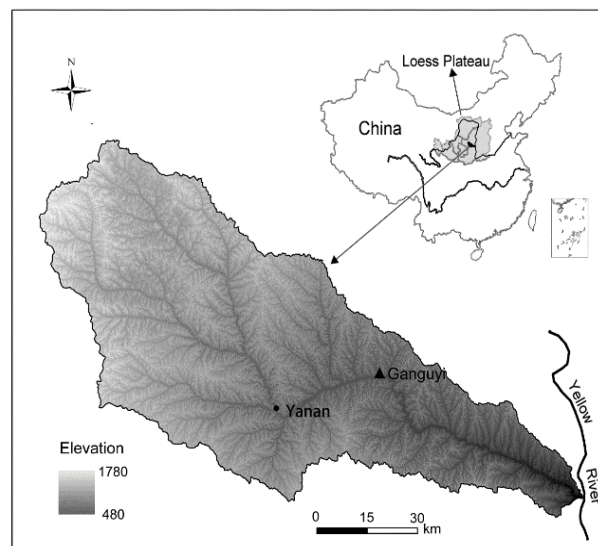 N
Loess Plateau
China
Ganguyi
Yanan
Yellow
River
Elevation
1780
480
0 15 30
km